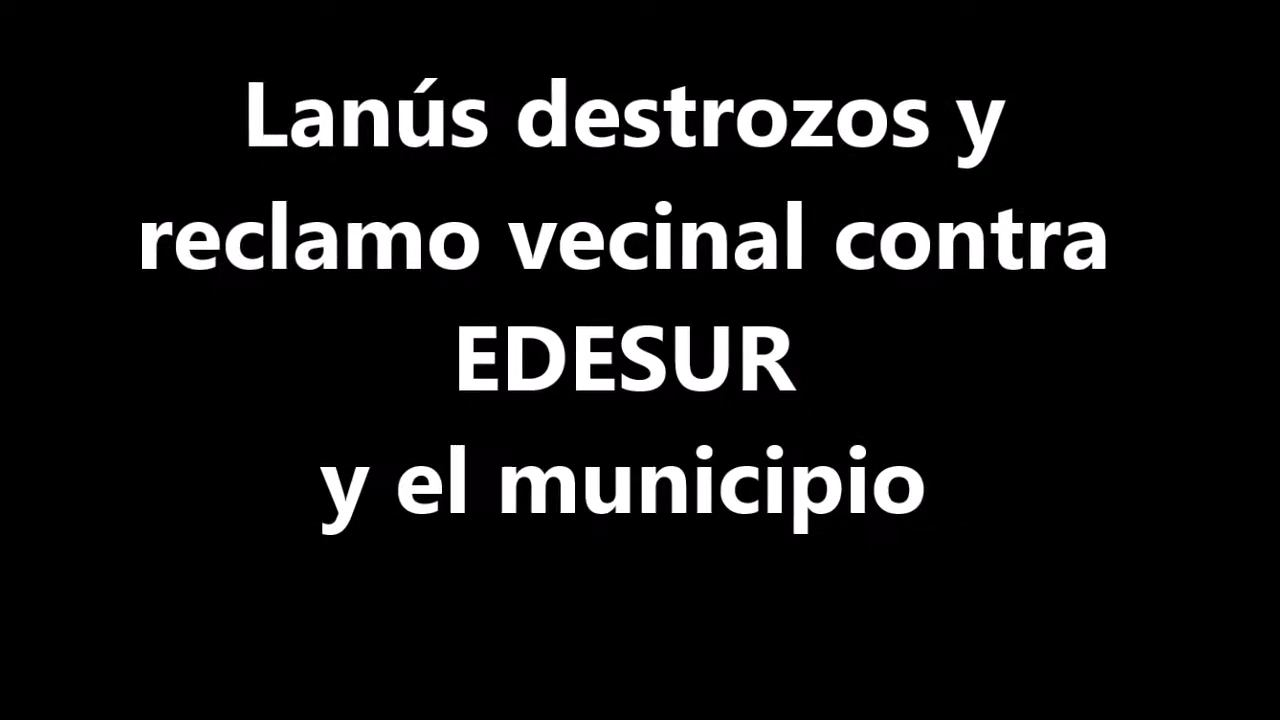 Lanús destrozos y
reclamo vecinal contra
EDESUR
y el municipio